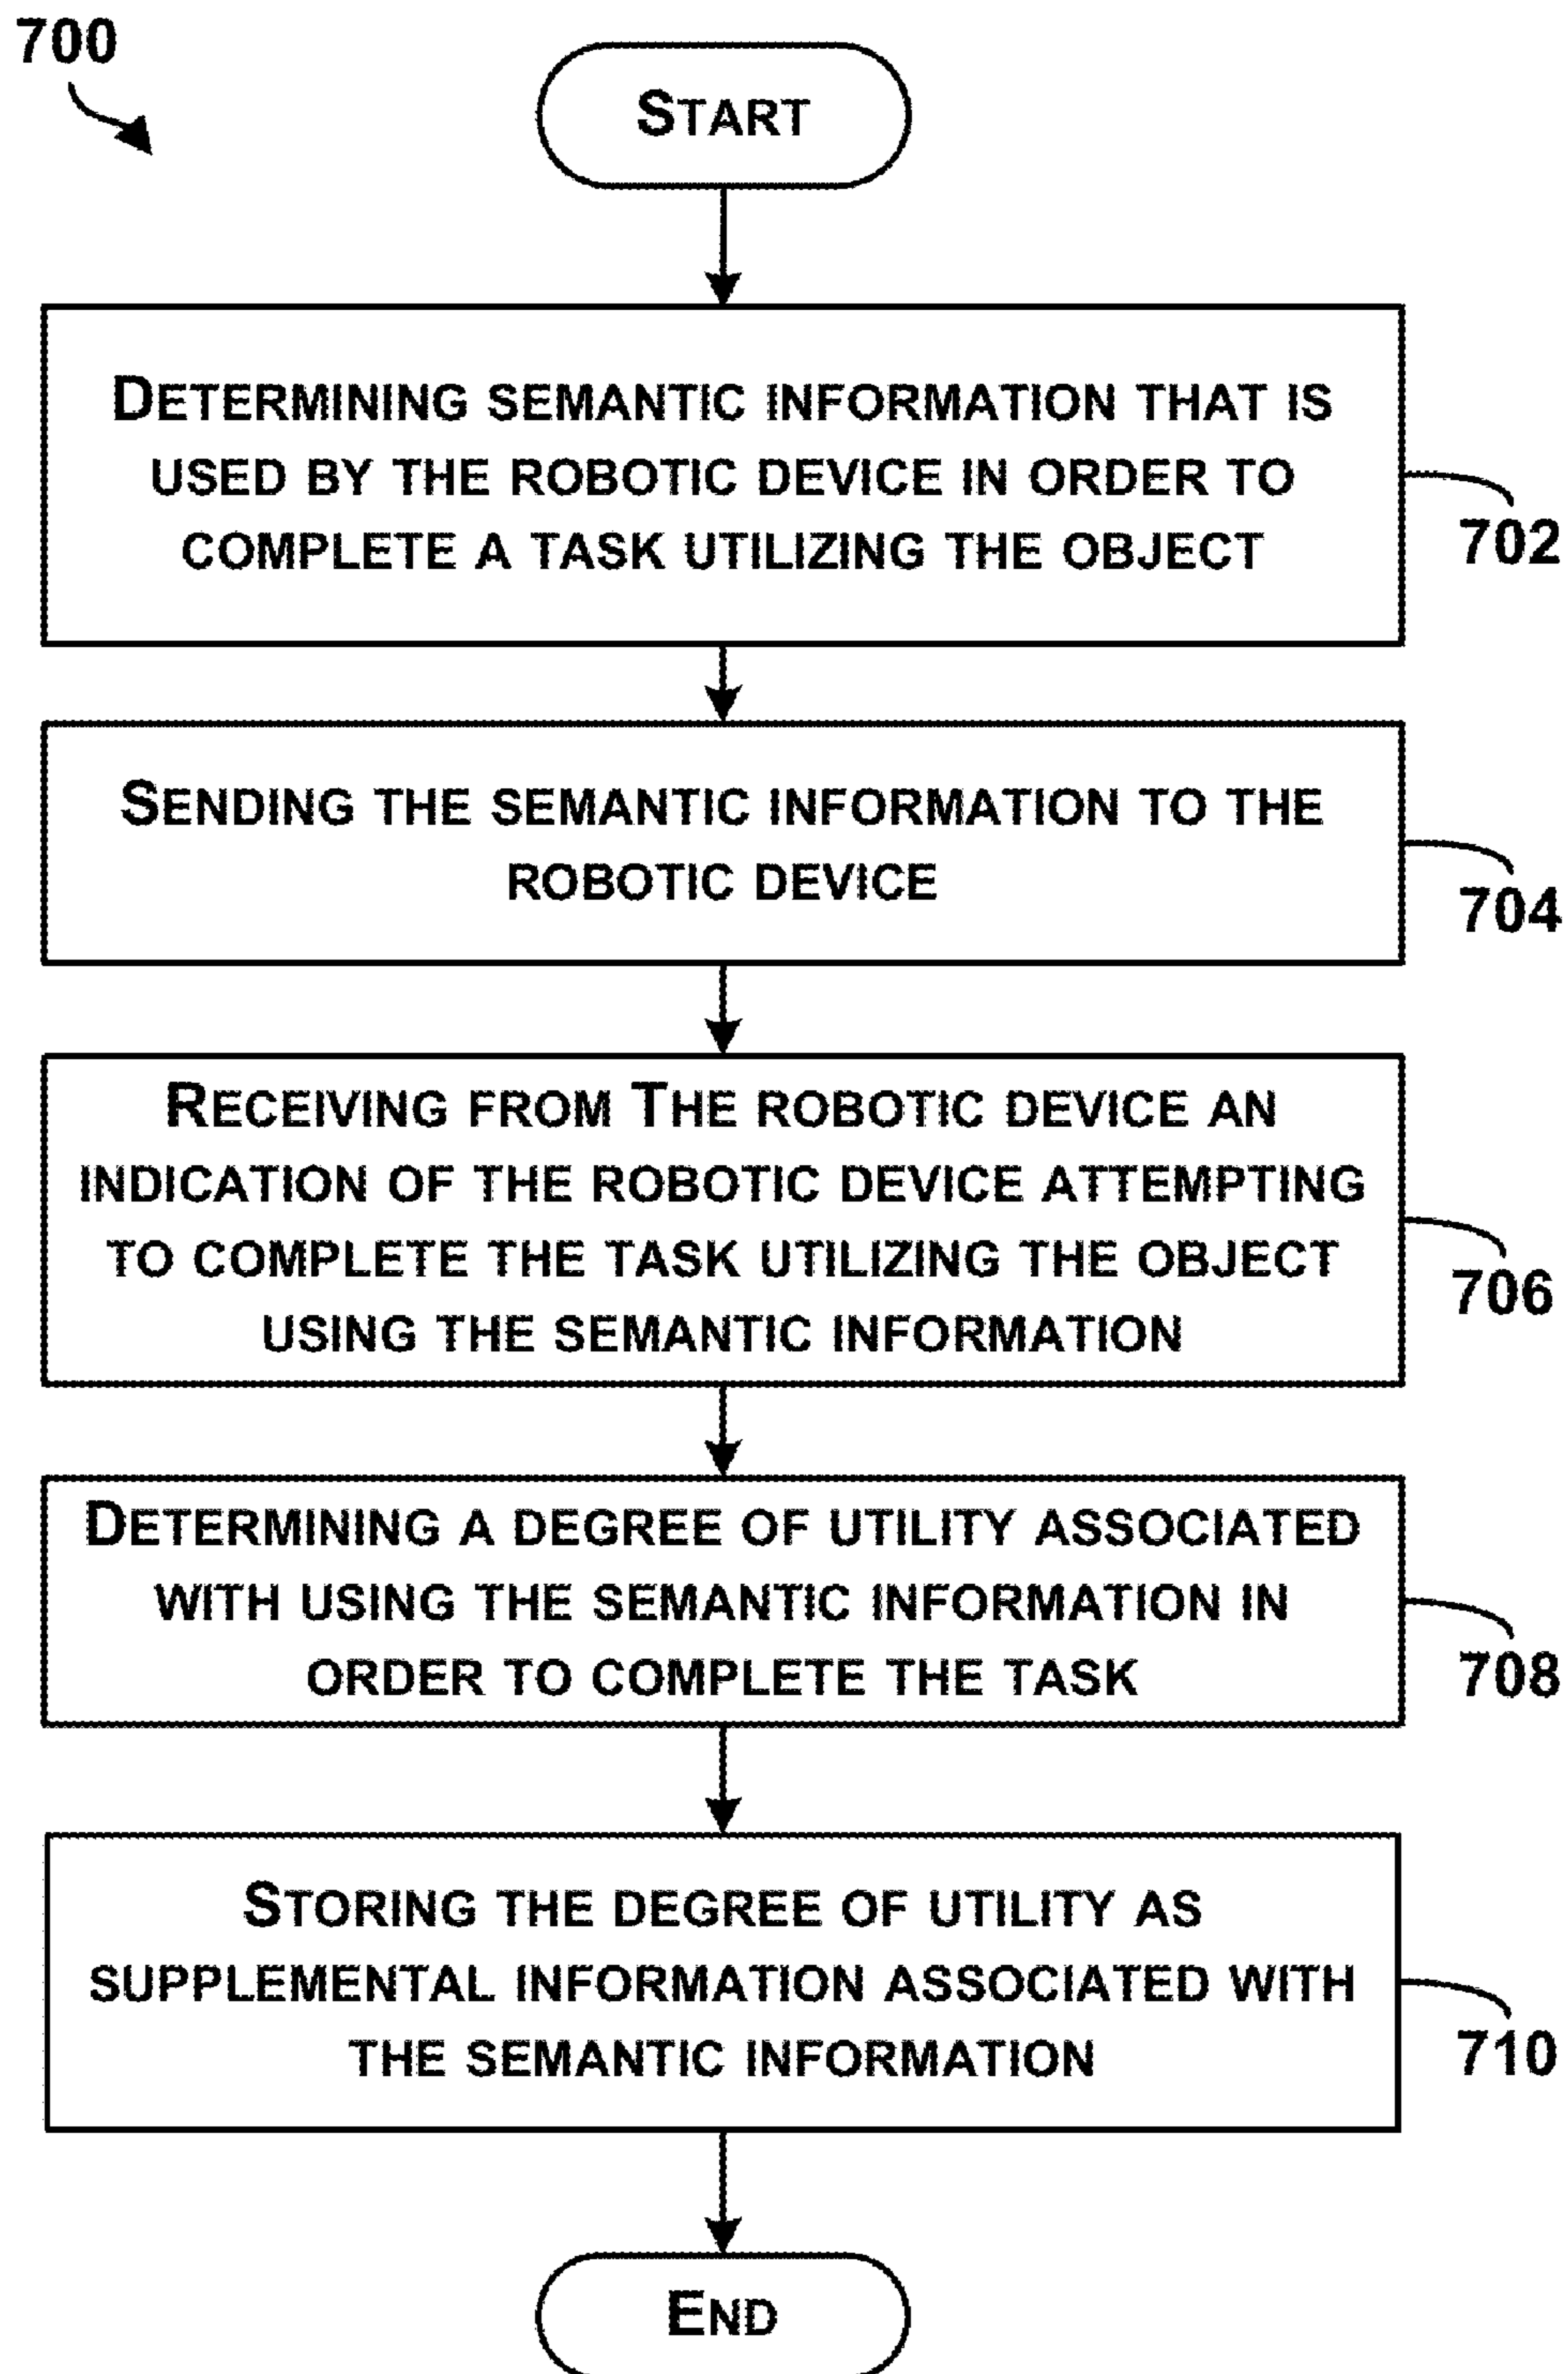 700
START
DETERMINING SEMANTIC INFORMATION THAT IS
USED BY THE ROBOTIC DEVICE IN ORDER TO
COMPLETE A TASK UTILIZING THE OBJECT
702
SENDING THE SEMANTIC INFORMATION TO THE
ROBOTIC DEVICE
704
RECEIVING FROM THE ROBOTIC DEVICE AN
INDICATION OF THE ROBOTIC DEVICE ATTEMPTING
TO COMPLETE THE TASK UTILIZING THE OBJECT
USING THE SEMANTIC INFORMATION
706
DETERMINING A DEGREE OF UTILITY ASSOCIATED
WITH USING THE SEMANTIC INFORMATION IN
ORDER TO COMPLETE THE TASK
708
STORING THE DEGREE OF UTILITY AS
SUPPLEMENTAL INFORMATION ASSOCIATED WITH
THE SEMANTIC INFORMATION
710
END